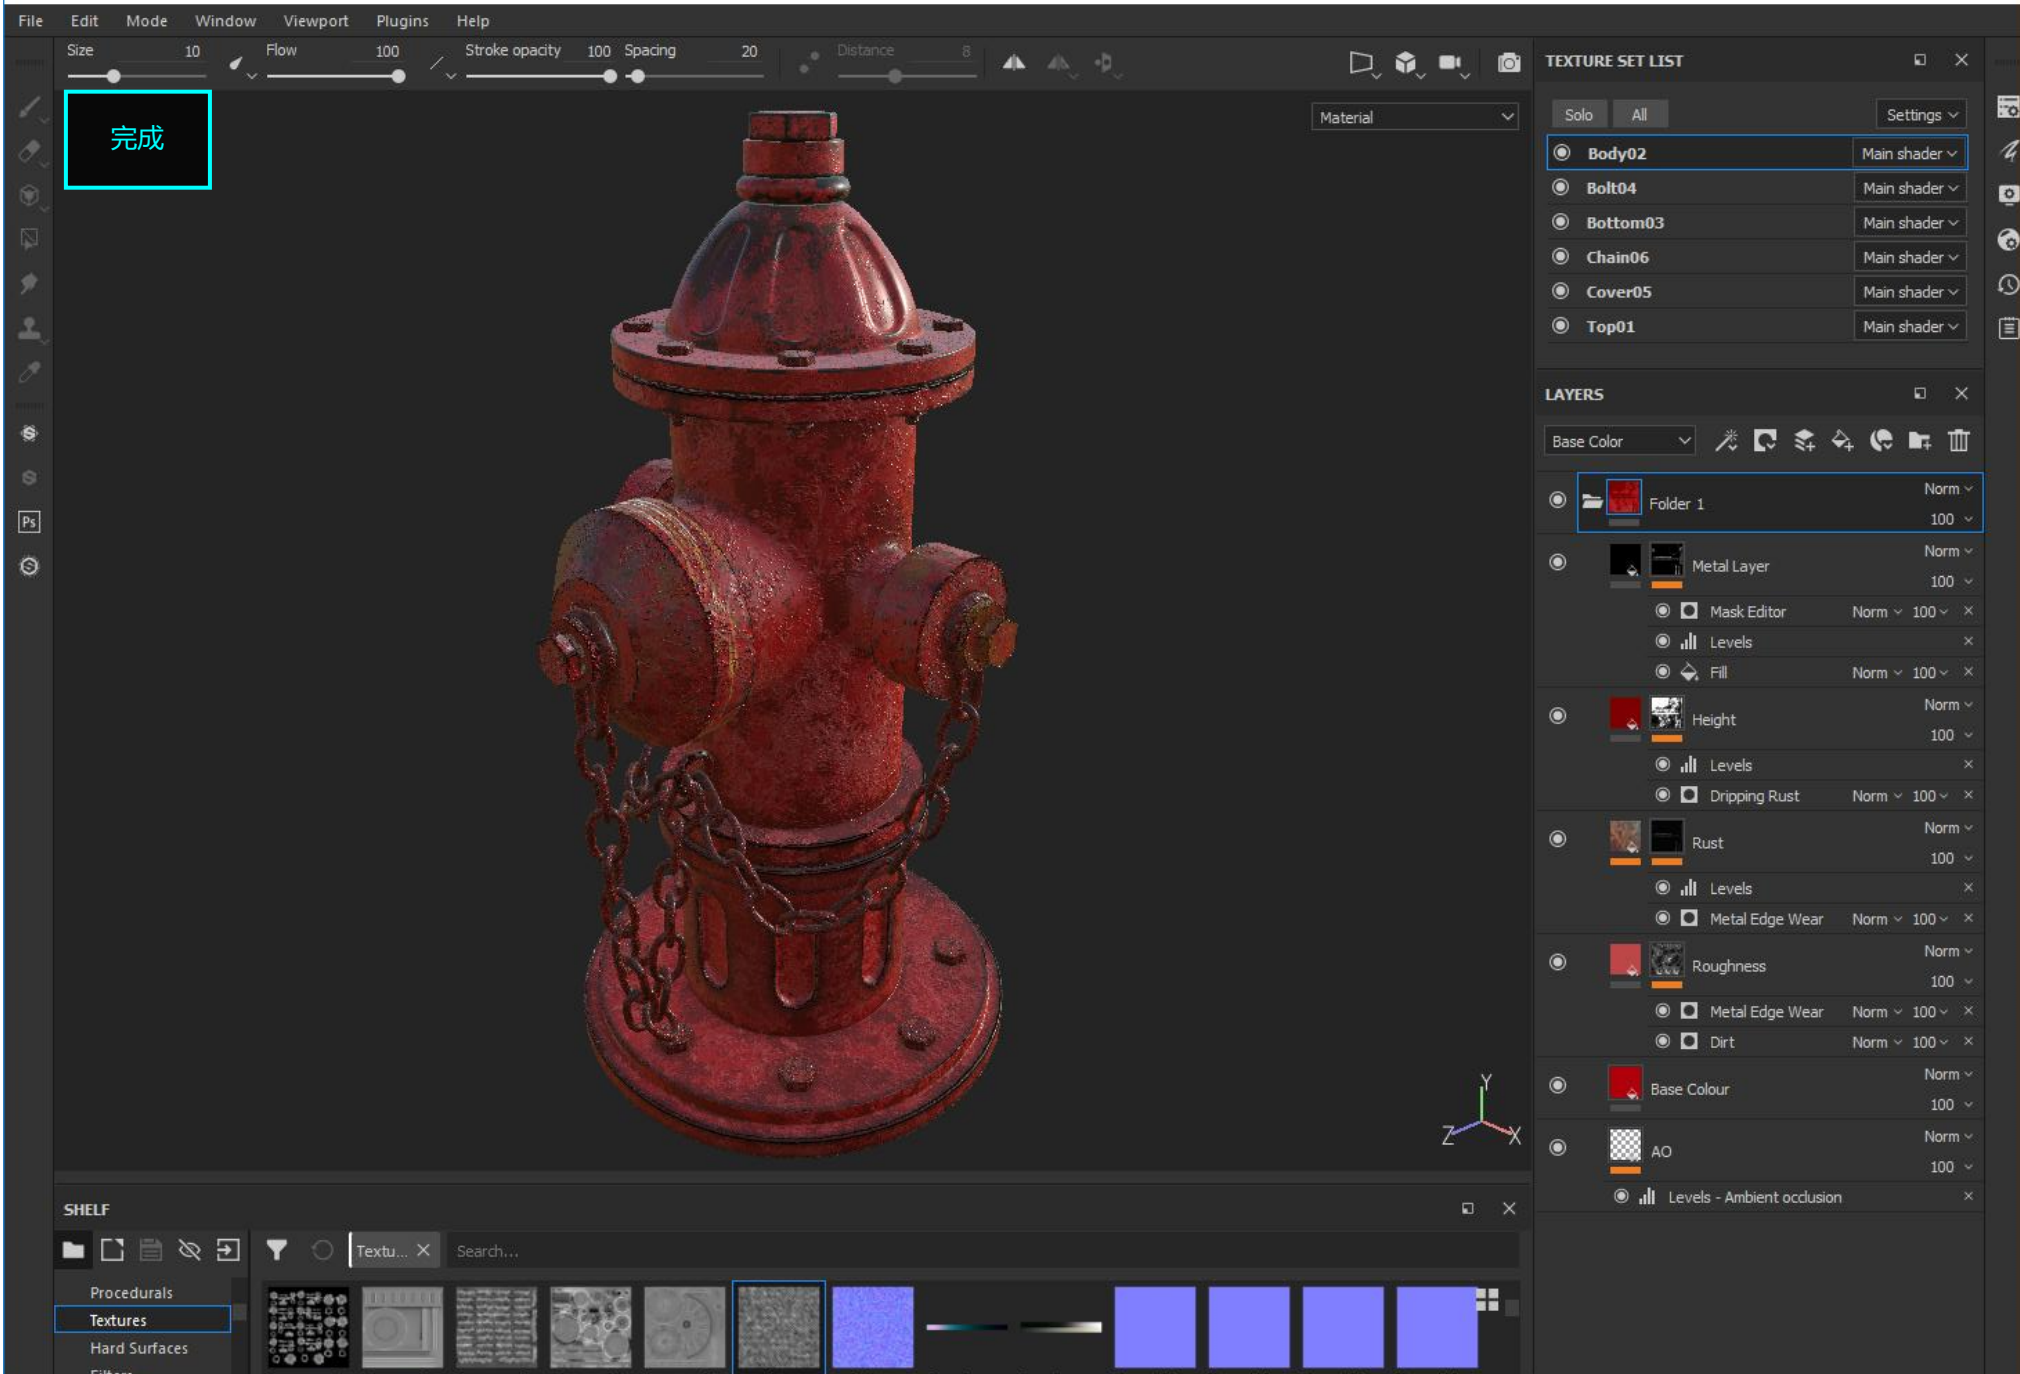 File Edit Mode Window Viewport Plugins Help
Size 10 Flow 100 Stroke opacity 100 Spacing 20 Distance 8
完成
Material
TEXTURE SET LIST
Solo All Settings
Body02 Main shader
Bolt04 Main shader
Bottom03 Main shader
Chain06 Main shader
Cover05 Main shader
Top01 Main shader
LAYERS
Base Color
Folder 1 Norm 100
Metal Layer Norm 100
Mask Editor Norm 100
Levels
Fill Norm 100
Height Norm 100
Levels
Dripping Rust Norm 100
Rust Norm 100
Levels
Metal Edge Wear Norm 100
Roughness Norm 100
Metal Edge Wear Norm 100
Dirt Norm 100
Base Colour Norm 100
AO Norm 100
Levels - Ambient occlusion
Ps
Y
Z X
SHELF
Textu... Search...
Procedurals
Textures
Hard Surfaces